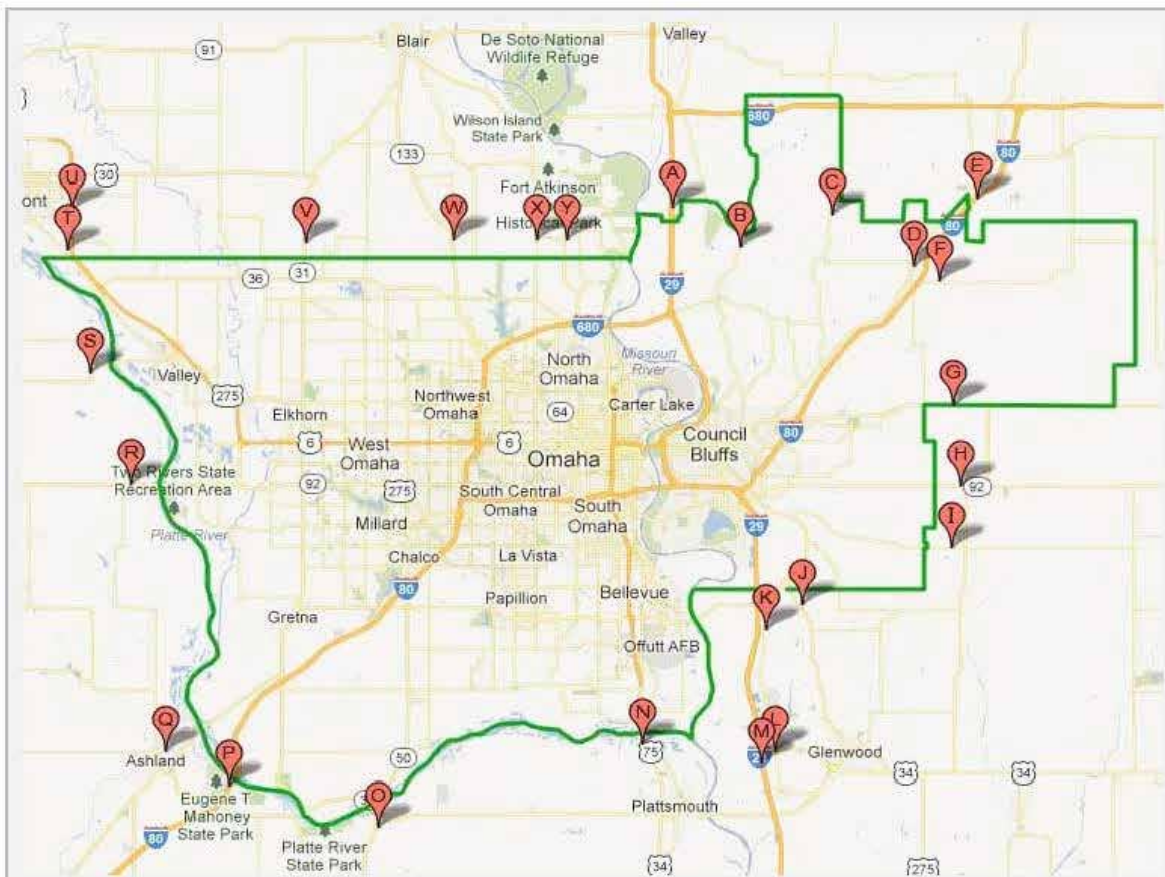 Valley
De Soto National
Wildlife Refuge
Blair
91
680
Wilson Island
State Park
133
80
30
U
A
C
E
Fort Atkinson
ont
T
V
W
X
Y
Historical Park
B
80
D
F
36
31
29
680
S
Missouri
River
North
Omaha
Valley
275
Northwest
Omaha
Carter Lake
G
64
Elkhorn
6
West
Omaha
6
Omaha
Council
Bluffs
80
R
Two Rivers State
Recreation Area
92
275
South Central
Omaha
H
92
Platte River
Millard
South
Omaha
29
I
Chalco
La Vista
80
Papillion
Bellevue
J
K
Gretna
Offutt AFB
Q
N
75
L
M
Glenwood
Ashland
P
50
34
34
Eugene T
Mahoney
State Park
O
Plattsmouth
80
Platte River
State Park
34
275